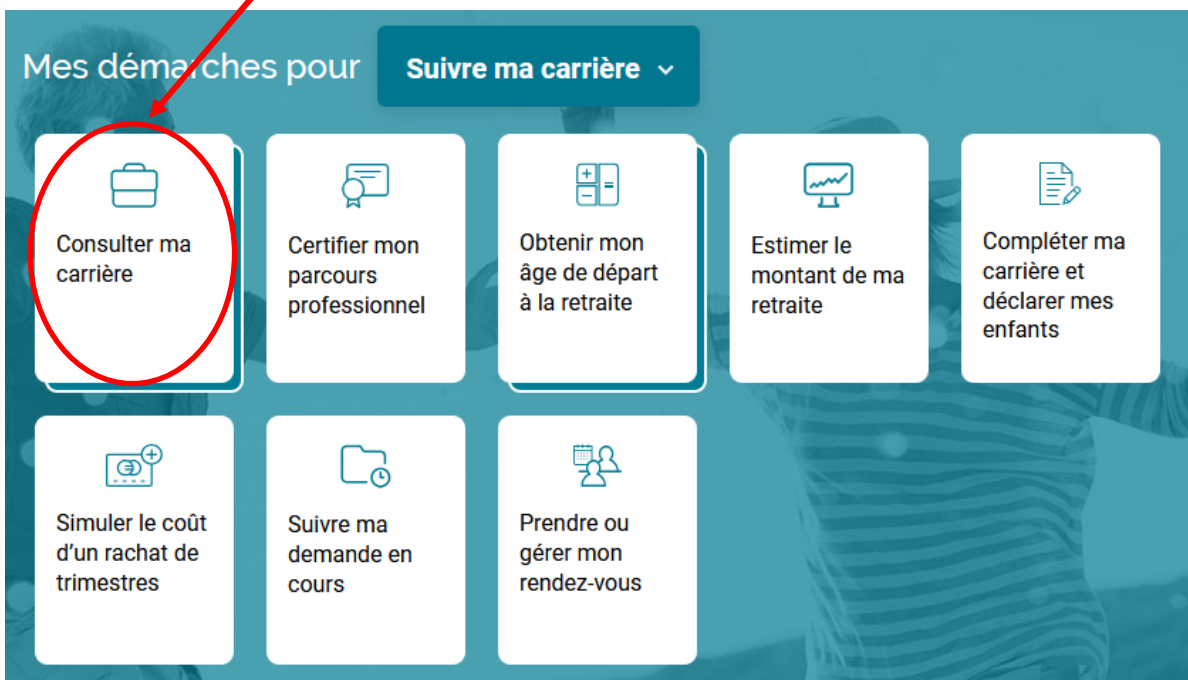 Mes démarches pour Suivre ma carrière
Consulter ma
carrière
Certifier mon
parcours
professionnel
Obtenir mon
âge de départ
à la retraite
Estimer le
montant de ma
retraite
Compléter ma
carrière et
déclarer mes
enfants
Simuler le coût
d'un rachat de
trimestres
Suivre ma
demande en
cours
Prendre ou
gérer mon
rendez-vous